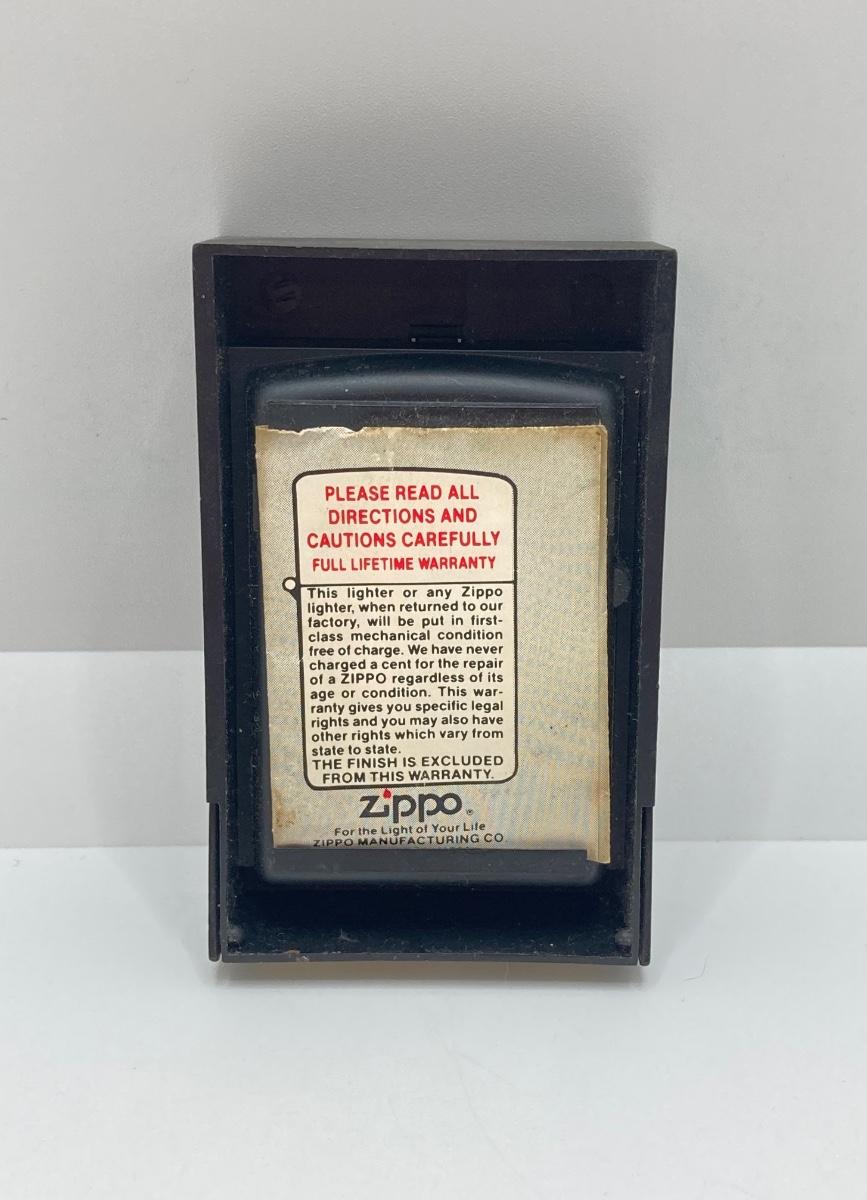 PLEASE READ ALL
DIRECTIONS AND
CAUTIONS CAREFULLY
FULL LIFETIME WARRANTY
This lighter or any Zippo
lighter, when returned to our
factory, will be put in first-
class mechanical condition
free of charge. We have never
charged a cent for the repair
of a ZIPPO regardless of its
age or condition. This war-
ranty gives you specific legal
rights and you may also have
other rights which vary from
state to state.
THE FINISH IS EXCLUDED
FROM THIS WARRANTY.
zippo®
For the Light of Your Life
ZIPPO MANUFACTURING CO.